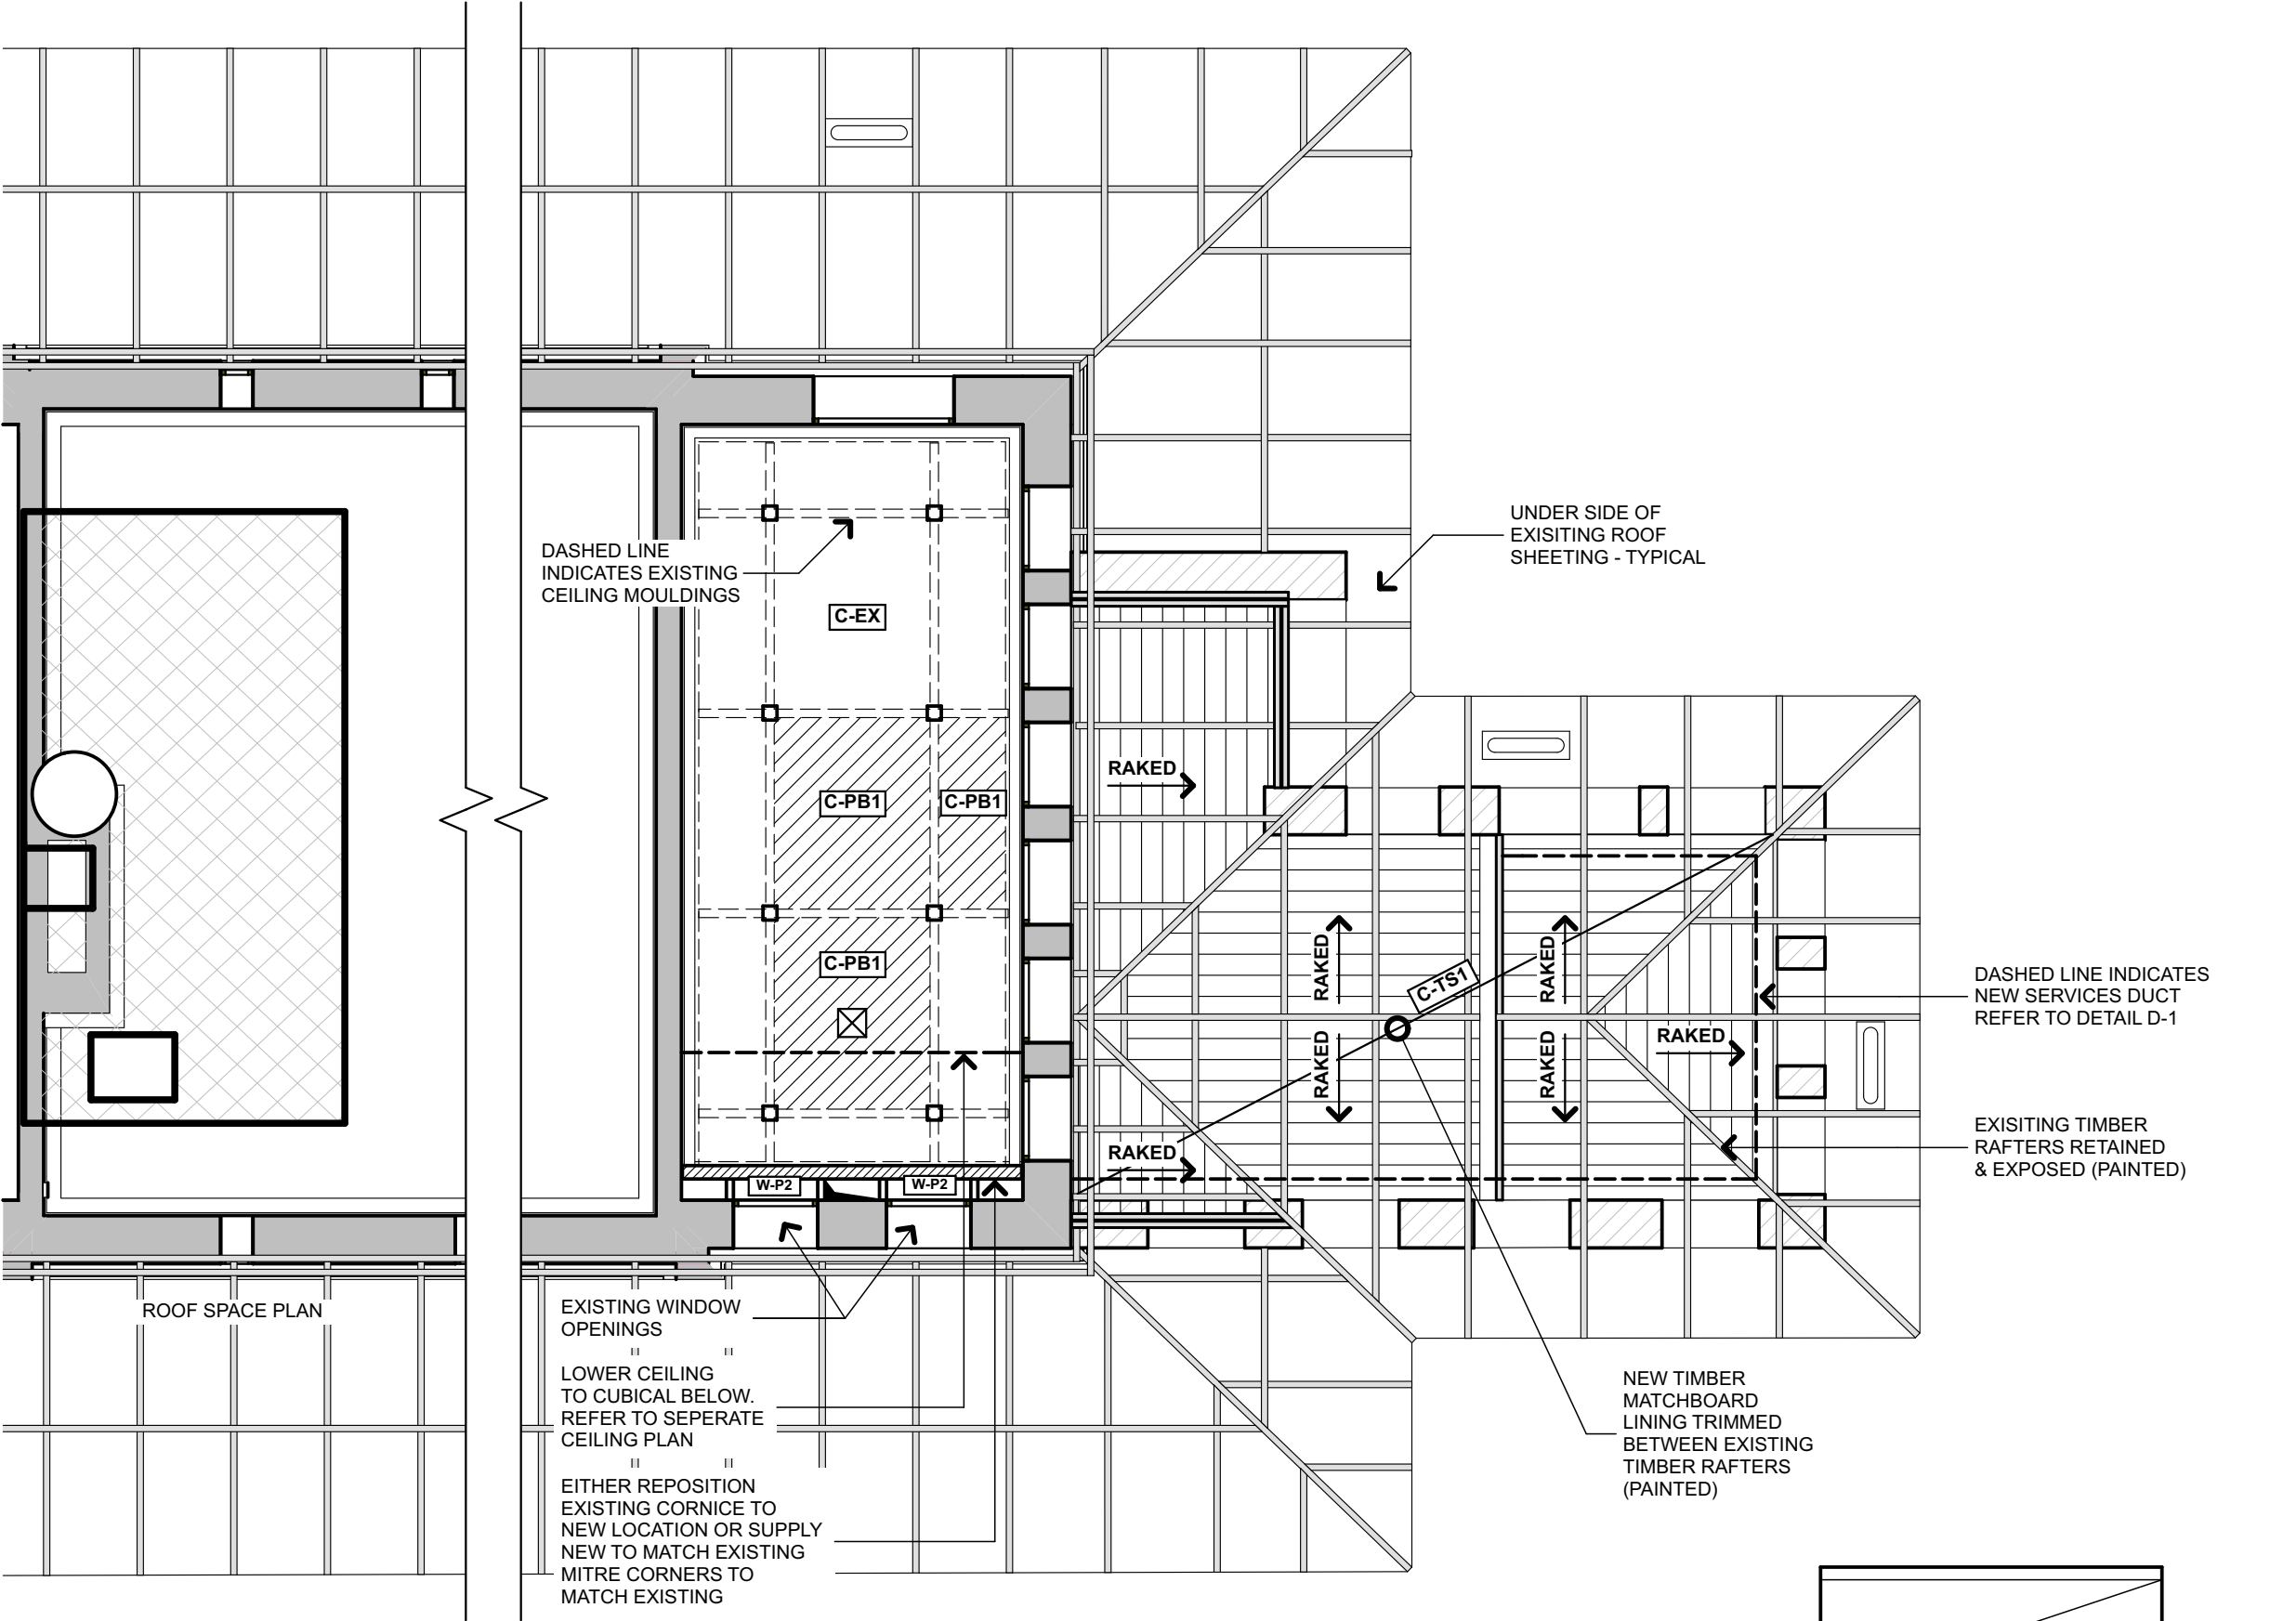 UNDER SIDE OF
EXISITING ROOF
SHEETING - TYPICAL
DASHED LINE
INDICATES EXISTING
CEILING MOULDINGS
C-EX
RAKED
C-PB1
C-PB1
C-PB1
RAKED
RAKED
C-TS1
RAKED
RAKED
RAKED
RAKED
DASHED LINE INDICATES
NEW SERVICES DUCT
REFER TO DETAIL D-1
EXISITING TIMBER
RAFTERS RETAINED
& EXPOSED (PAINTED)
W-P2
W-P2
ROOF SPACE PLAN
EXISTING WINDOW
OPENINGS
LOWER CEILING
TO CUBICAL BELOW.
REFER TO SEPERATE
CEILING PLAN
EITHER REPOSITION
EXISTING CORNICE TO
NEW LOCATION OR SUPPLY
NEW TO MATCH EXISTING
MITRE CORNERS TO
MATCH EXISTING
NEW TIMBER
MATCHBOARD
LINING TRIMMED
BETWEEN EXISTING
TIMBER RAFTERS
(PAINTED)